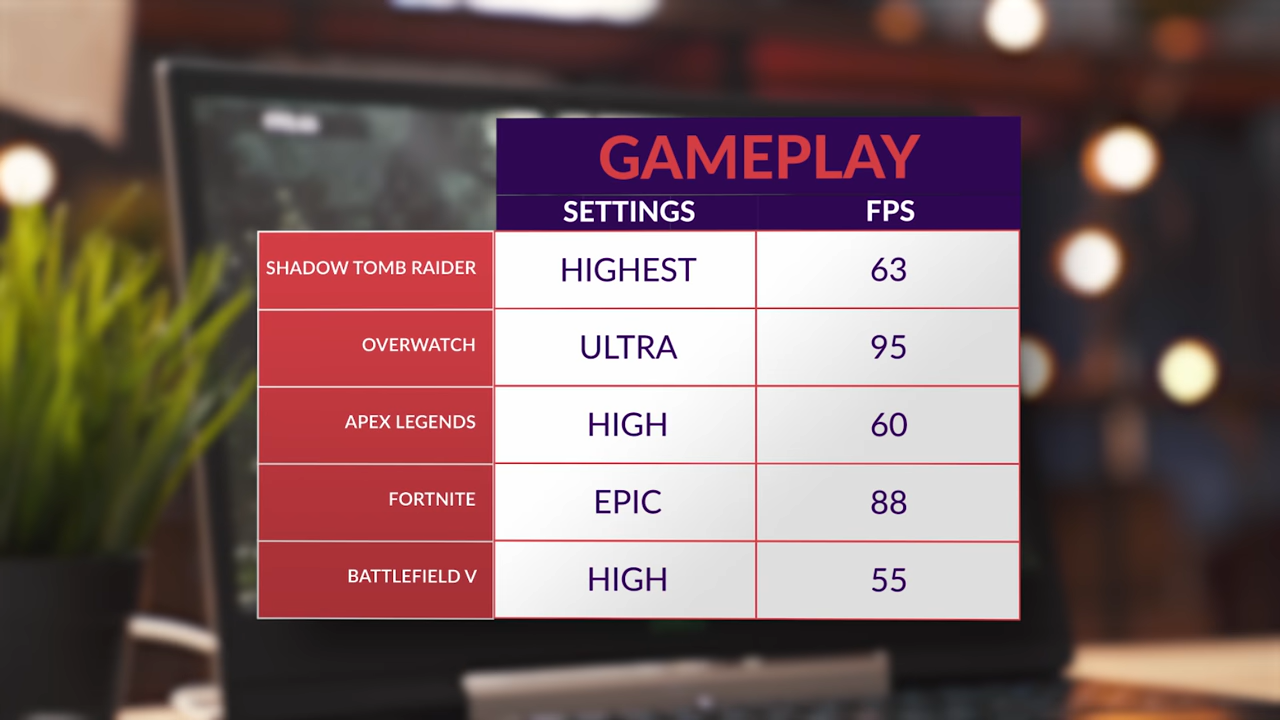 GAMEPLAY
SETTINGS FPS
SHADOW TOMB RAIDER HIGHEST 63
OVERWATCH ULTRA 95
APEX LEGENDS HIGH 60
FORTNITE EPIC 88
BATTLEFIELD V HIGH 55